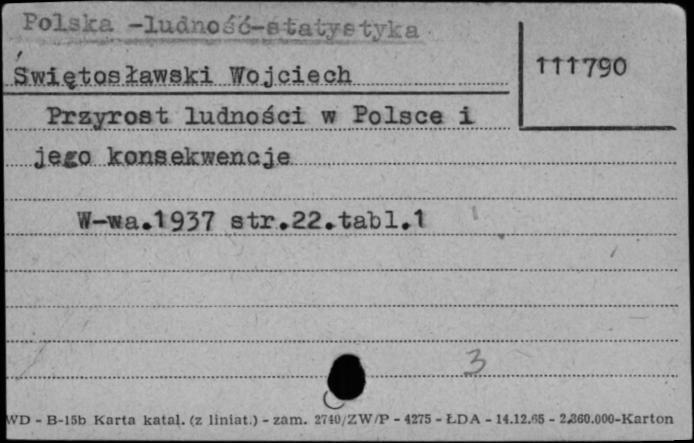 Polska -ludność-statystyka
Świętosławski Wojciech
111790
Przyrost ludności w Polsce i
jego konsekwencje
W-wa.1937 str.22.tabl.1
3
WD - B-15b Karta katal. (z liniat.) - zam. 2740/ZW/P - 4275 - ŁDA - 14.12.65 - 2.360.000-Karton